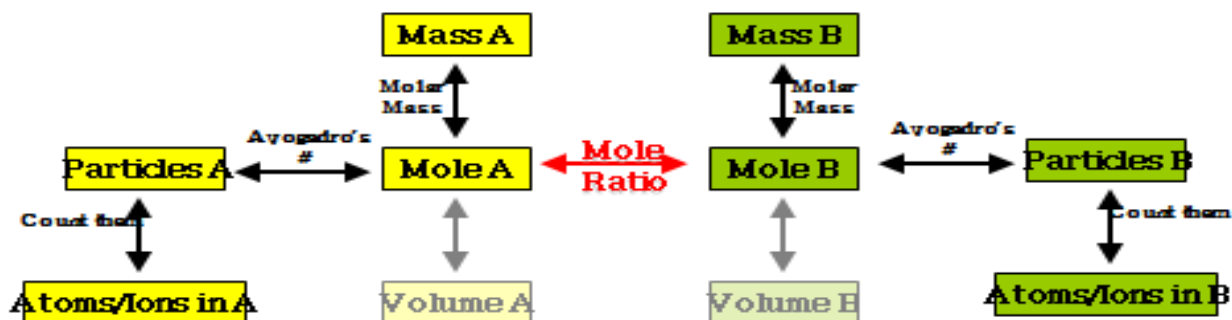 Mass A
Mass B
Molar
Mass
Molar
Mass
Avogadro's
#
Avogadro's
#
Particles A
Mole A
Mole
Ratio
Mole B
Particles B
Count them
Count them
Atoms/Ions in A
Volume A
Volume B
Atoms/Ions in B